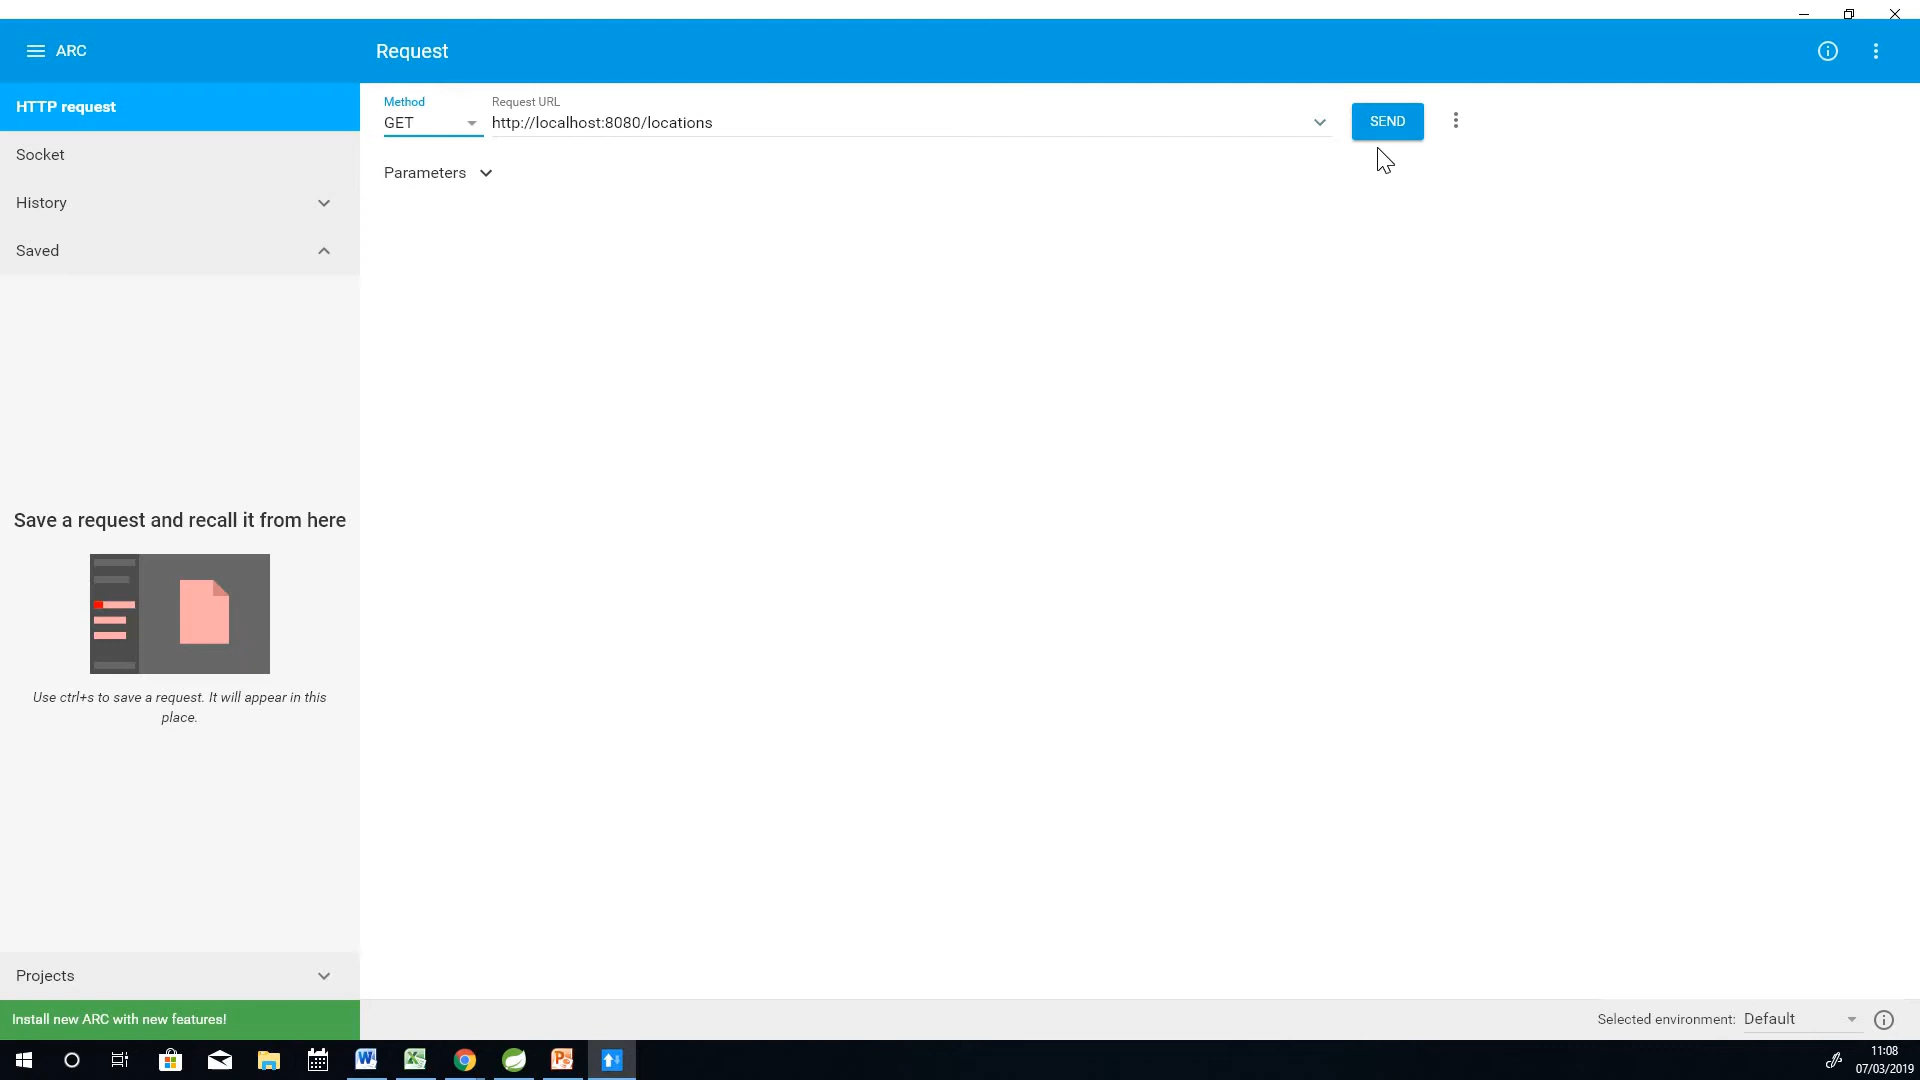 ARC
Request
HTTP request
Method
Request URL
GET
http://localhost:8080/locations
SEND
Socket
Parameters
History
Saved
Save a request and recall it from here
Use ctrl+s to save a request. It will appear in this
place.
Projects
Install new ARC with new features!
Selected environment: Default
11:08
07/03/2019